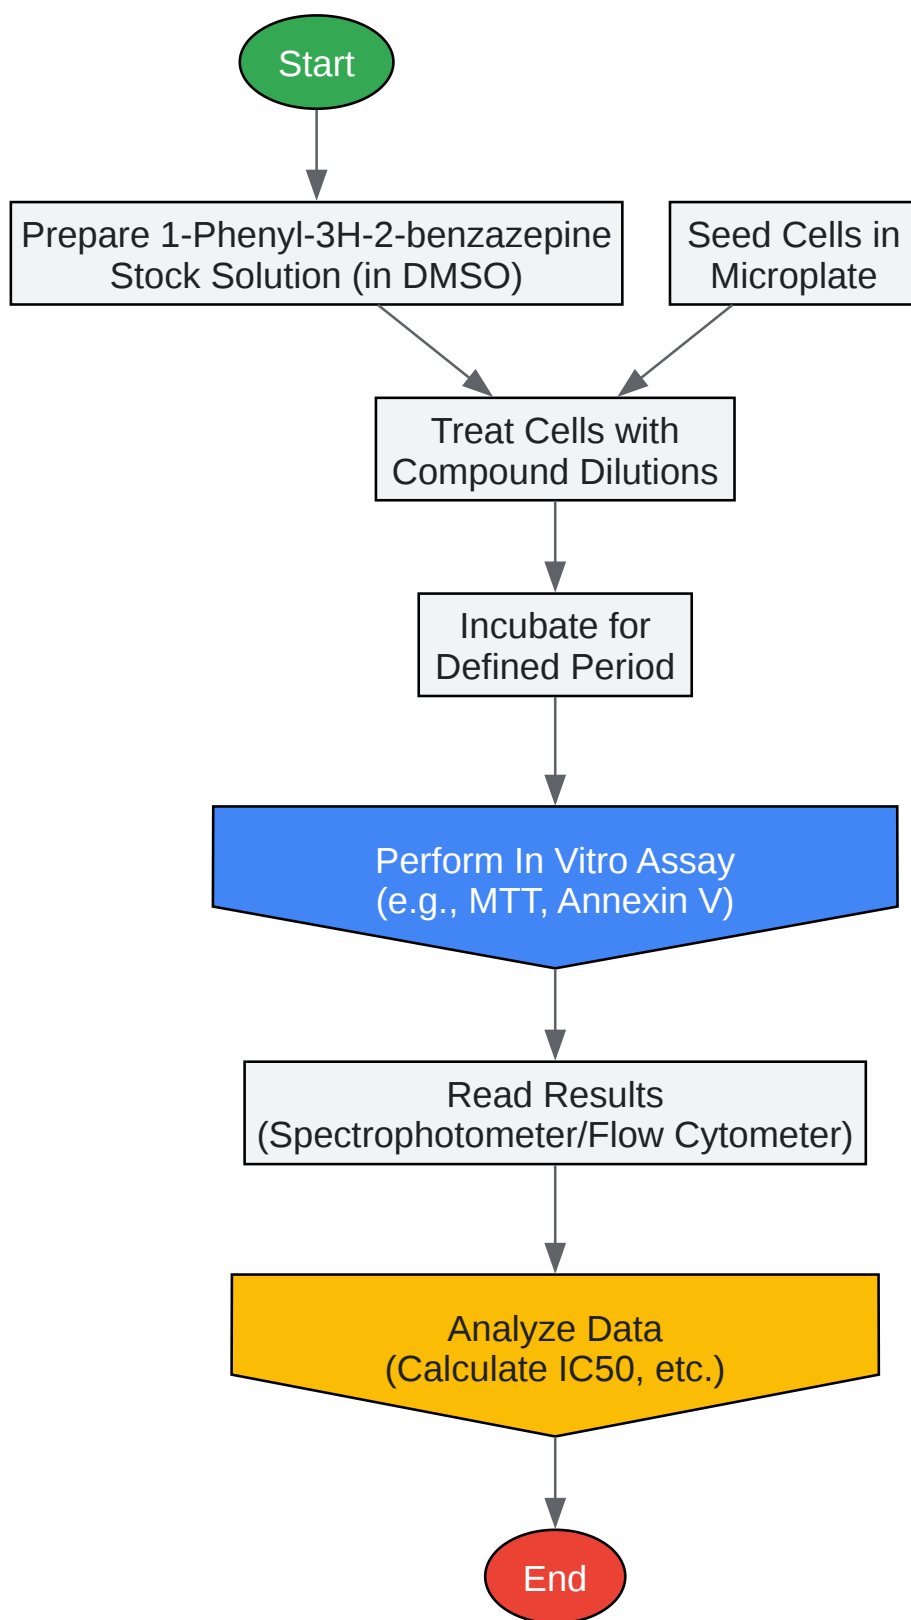 Start
Prepare 1-Phenyl-3H-2-benzazepine
Stock Solution (in DMSO)
Seed Cells in
Microplate
Treat Cells with
Compound Dilutions
Incubate for
Defined Period
Perform In Vitro Assay
(e.g., MTT, Annexin V)
Read Results
(Spectrophotometer/Flow Cytometer)
Analyze Data
(Calculate IC50, etc.)
End